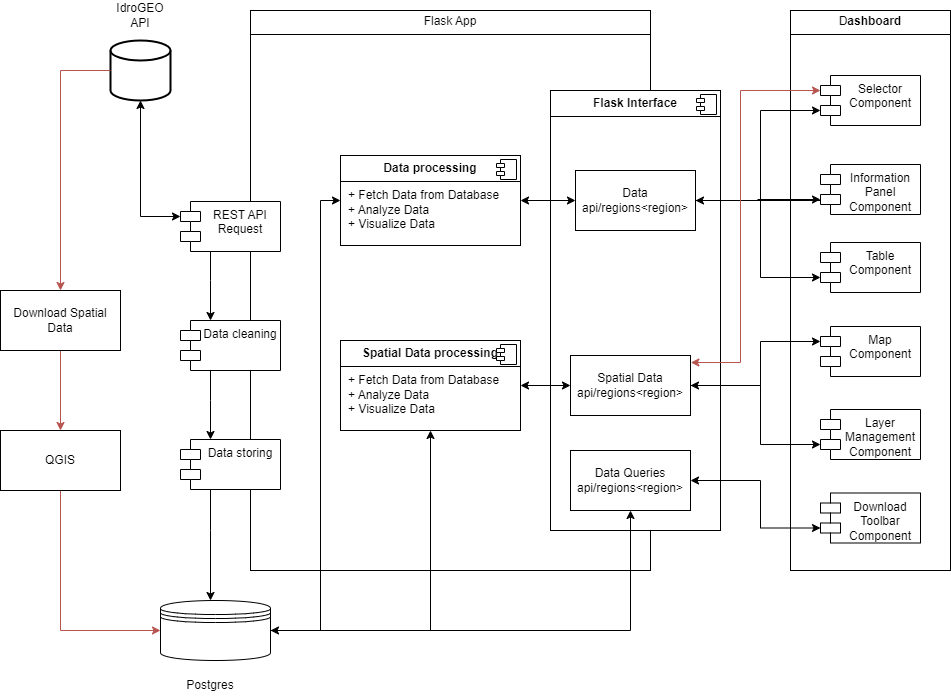 IdroGEO
API
Flask App
Dashboard
Flask Interface
Selector
Component
Data processing
+ Fetch Data from Database
+ Analyze Data
+ Visualize Data
Data
api/regions<region>
Information
Panel
Component
REST API
Request
Table
Component
Download Spatial
Data
Data cleaning
Spatial Data processing
+ Fetch Data from Database
+ Analyze Data
+ Visualize Data
Spatial Data
api/regions<region>
Map
Component
Layer
Management
Component
QGIS
Data storing
Data Queries
api/regions<region>
Download
Toolbar
Component
Postgres